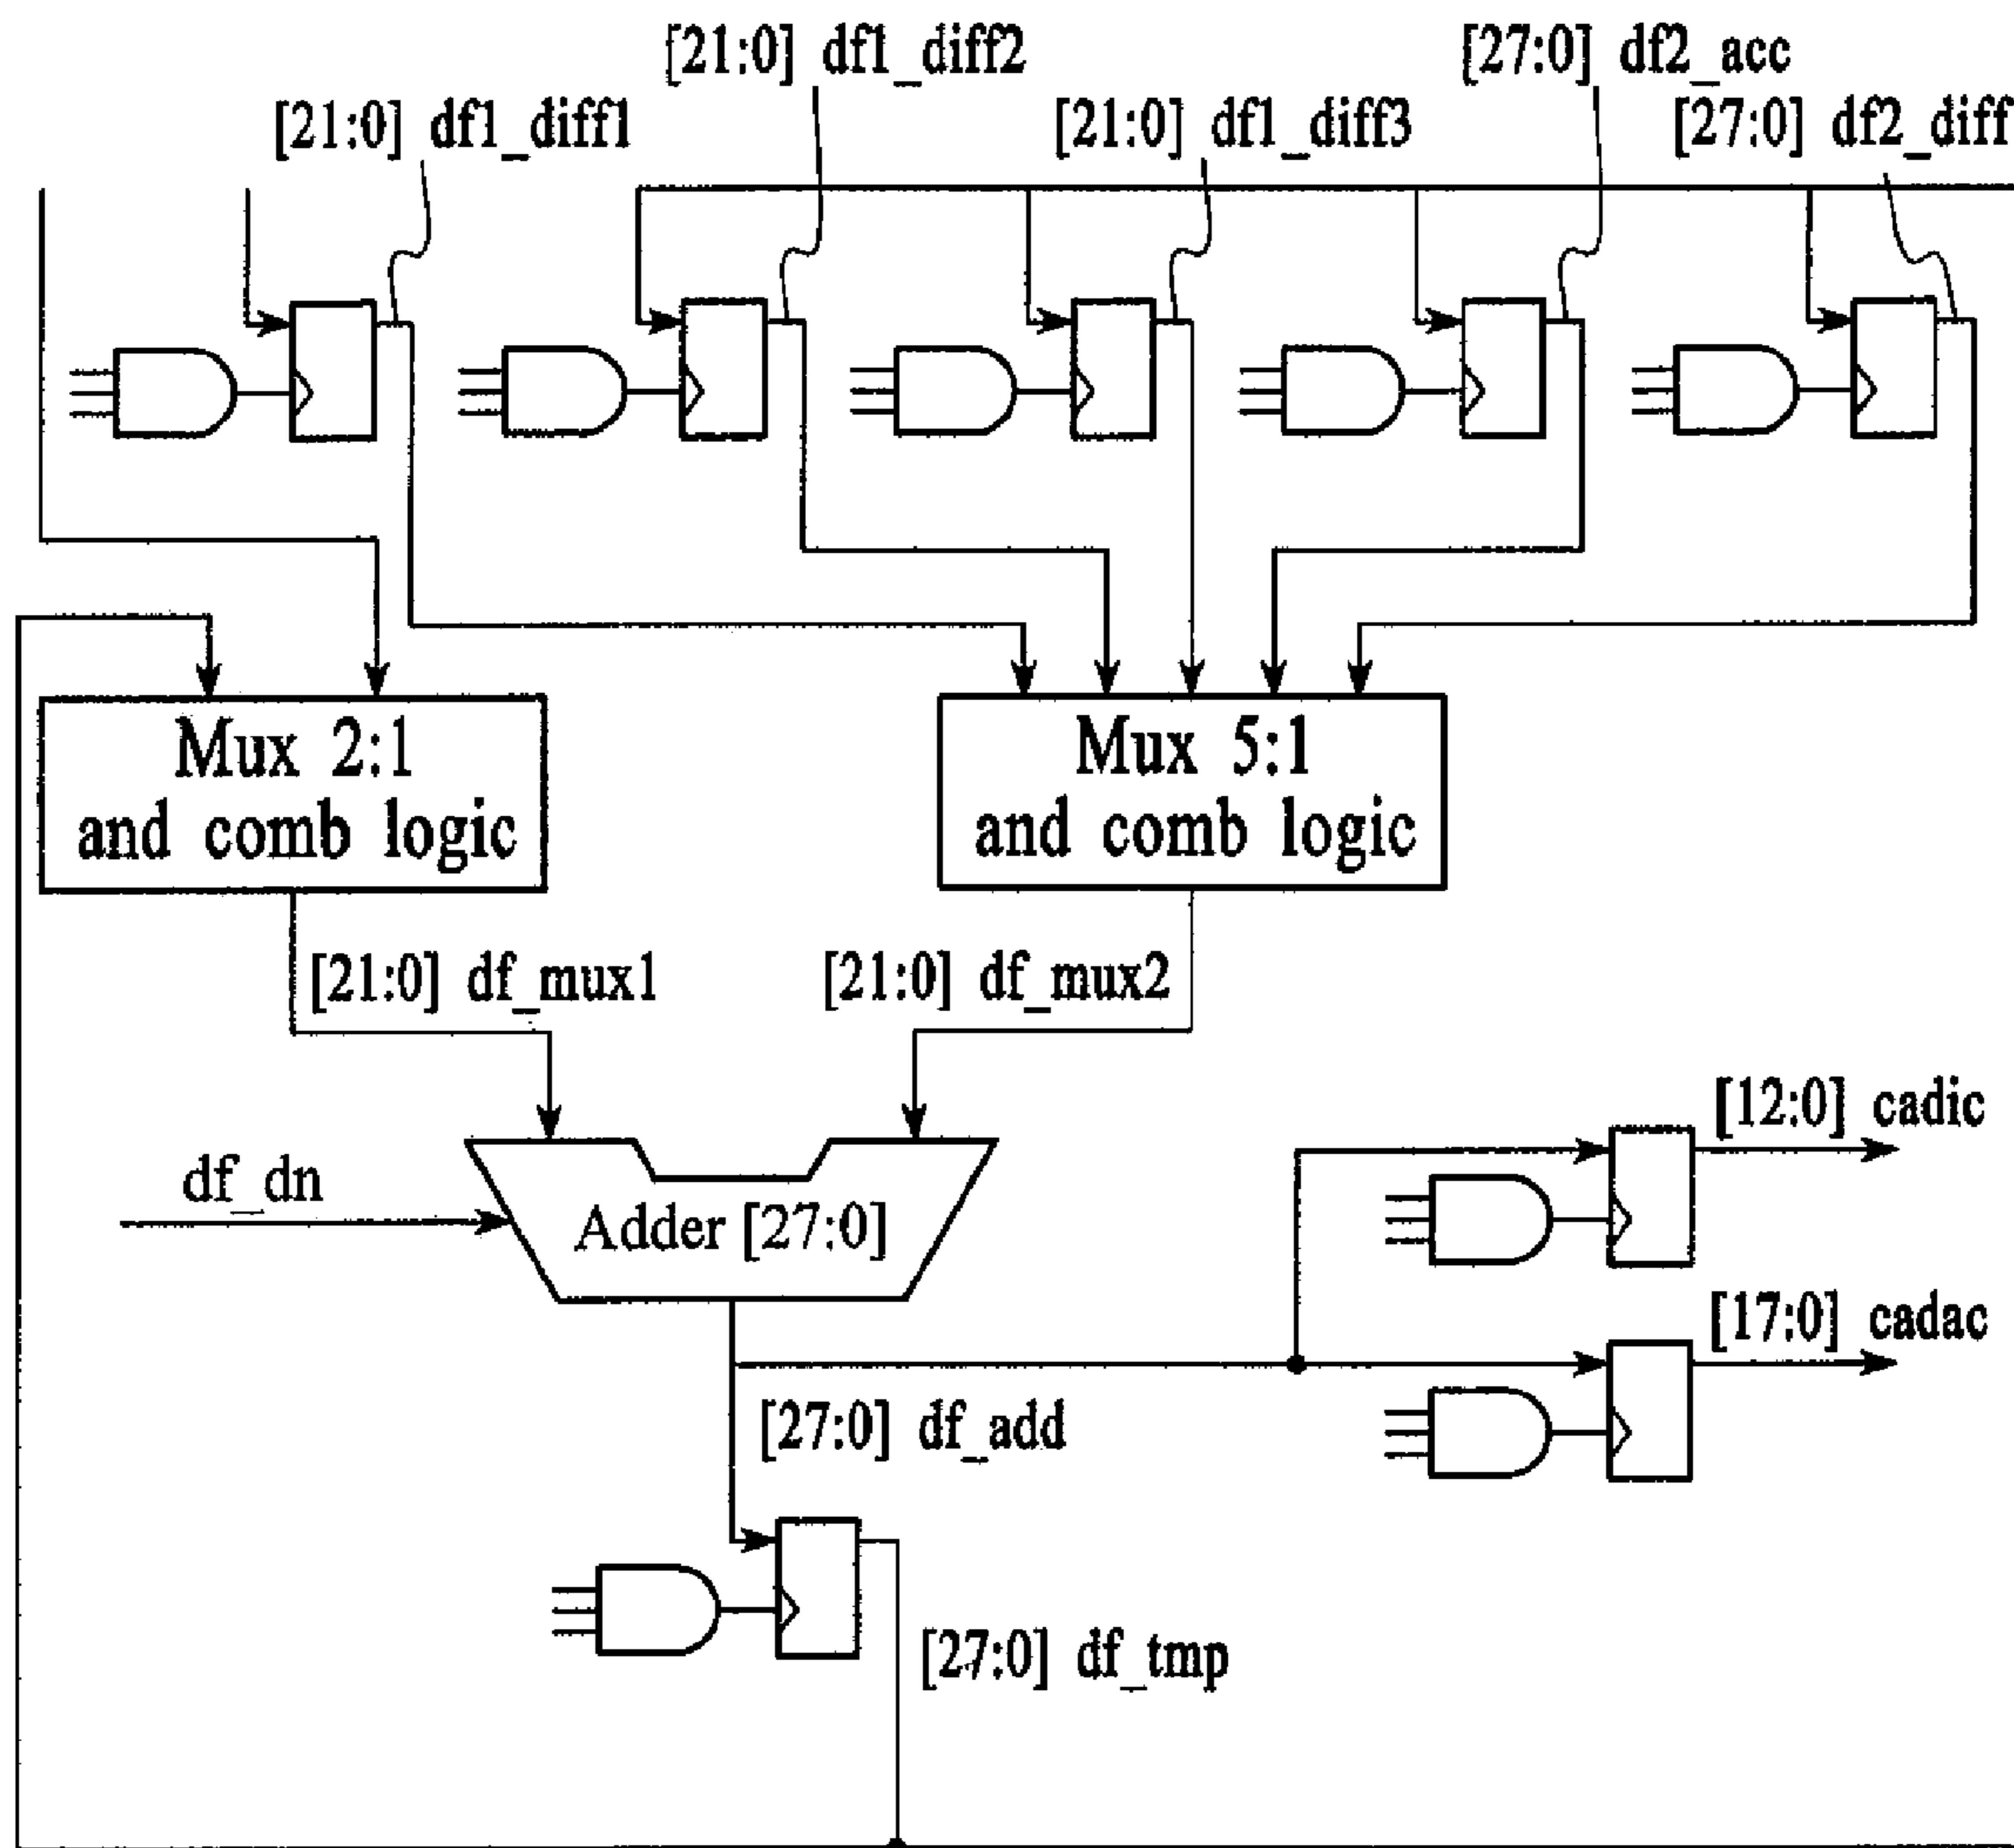 [21:0] df1_diff2
[27:0] df2_acc
[21:0] df1_diff1
[21:0] df1_diff3
[27:0] df2_diff
Mux 2:1
and comb logic
Mux 5:1
and comb logic
[21:0] df_mux1
[21:0] df_mux2
[12:0] cadic
df_dn
Adder [27:0]
[17:0] cadac
[27:0] df_add
[27:0] df_tmp